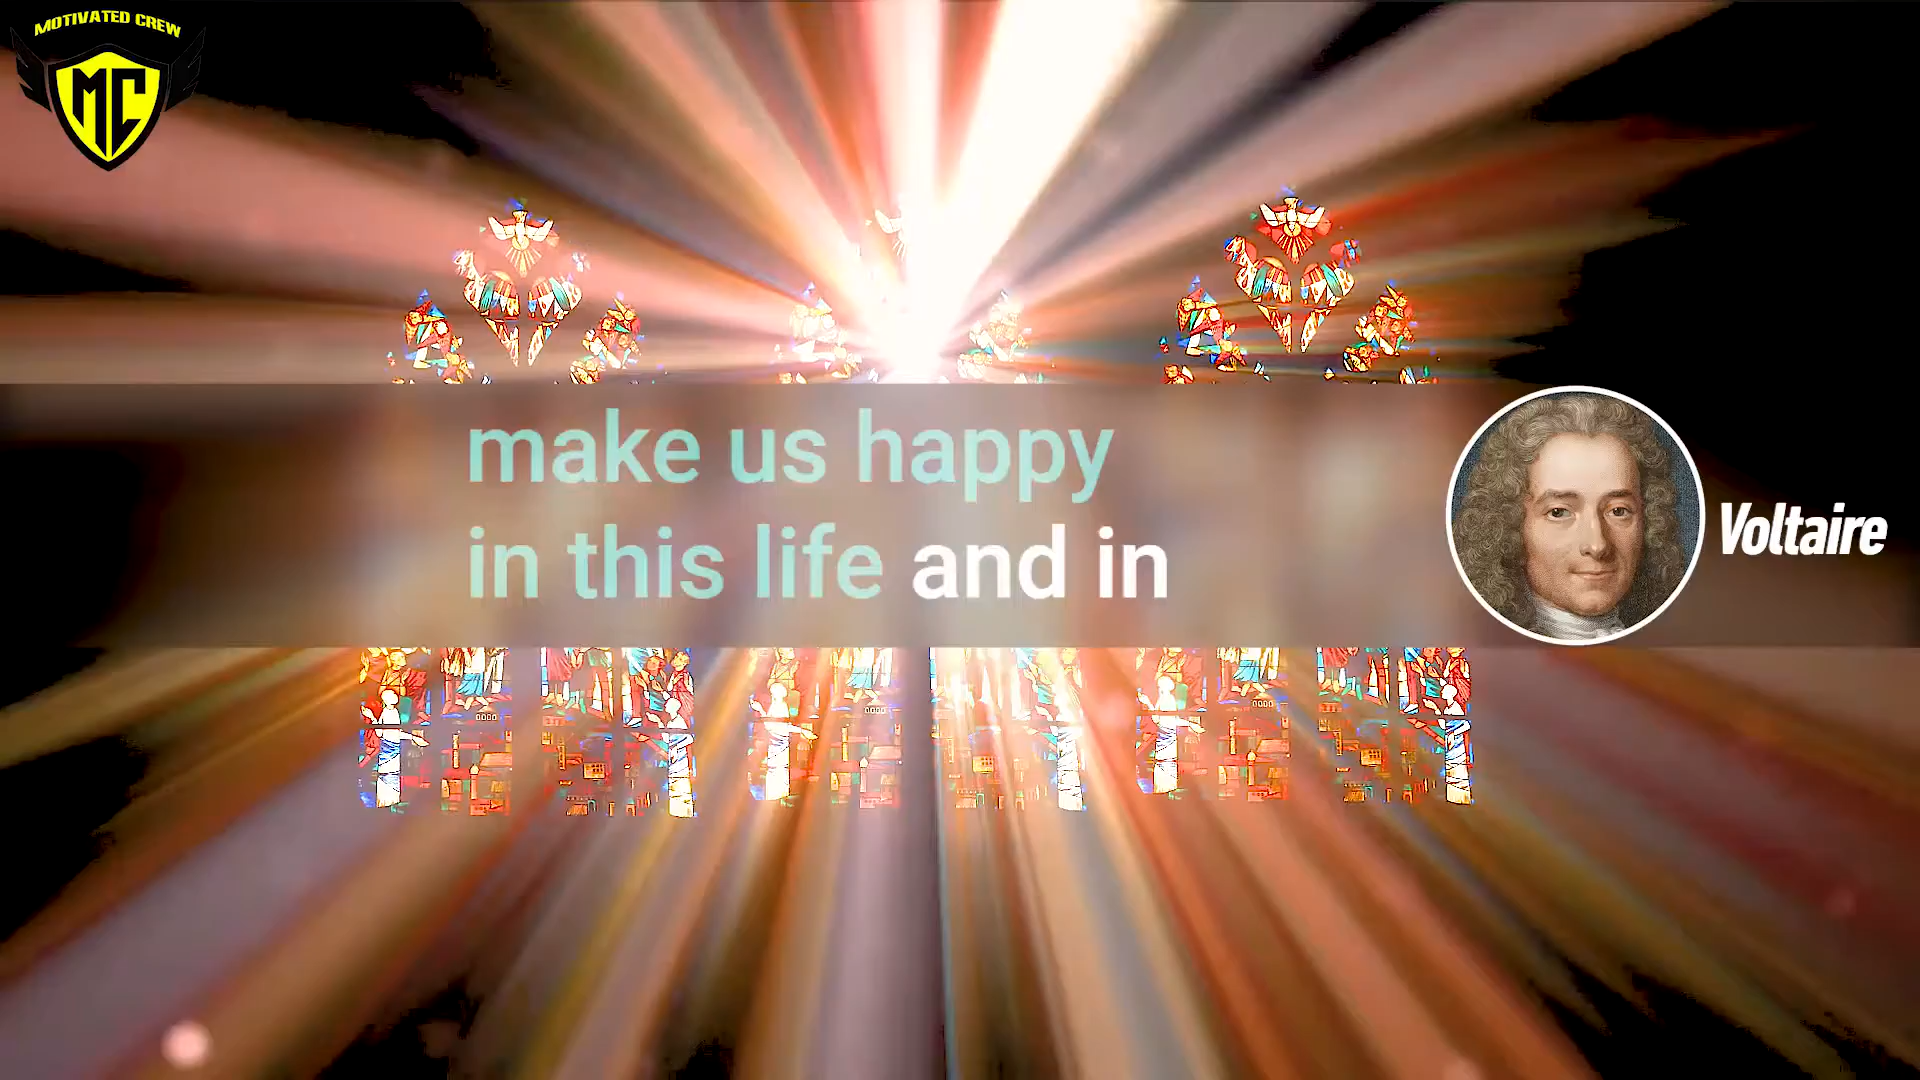 MOTIVATED CREW
MC
make us happy
in this life and in
Voltaire